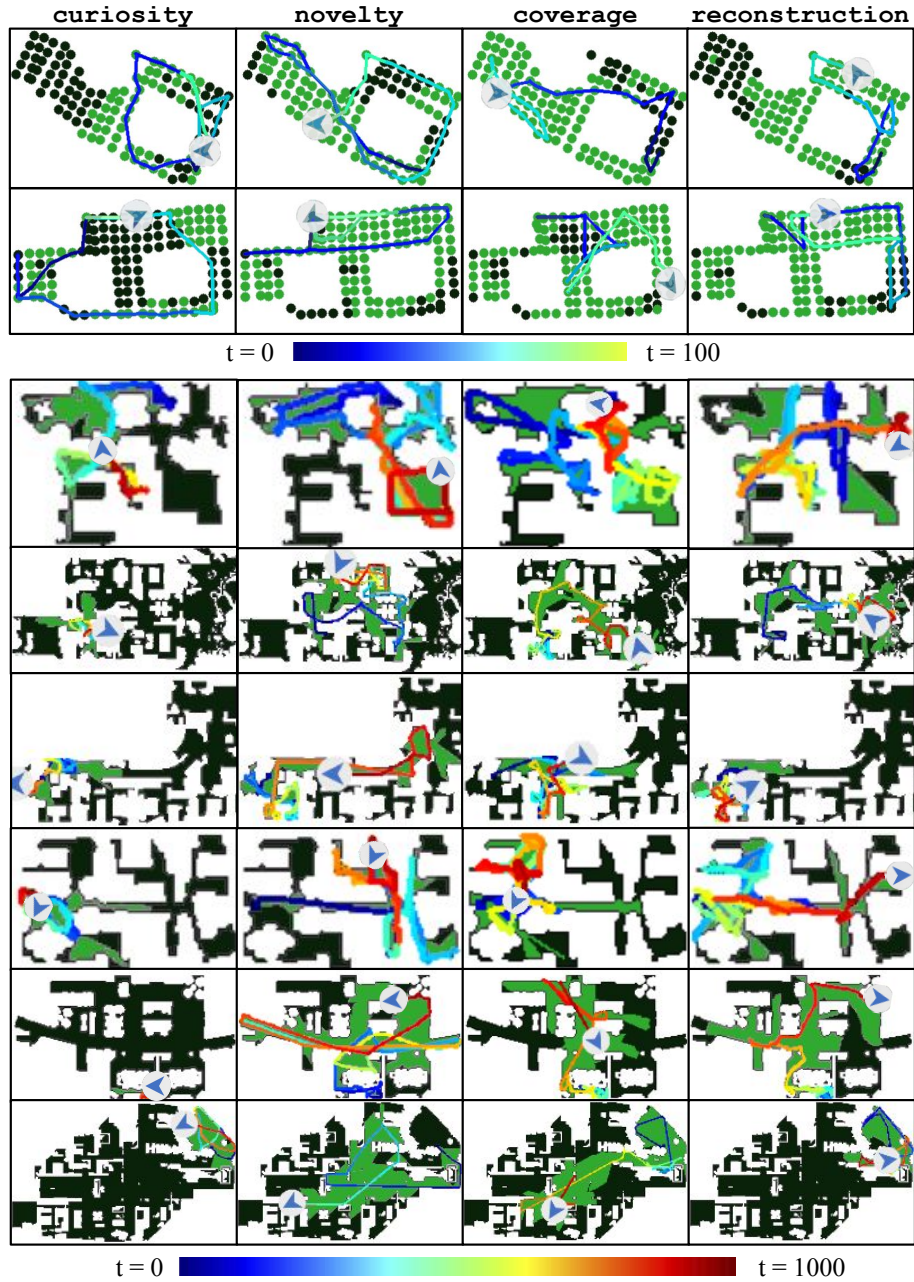 curiosity novelty coverage reconstruction
t = 0 t = 100
t = 0 t = 1000